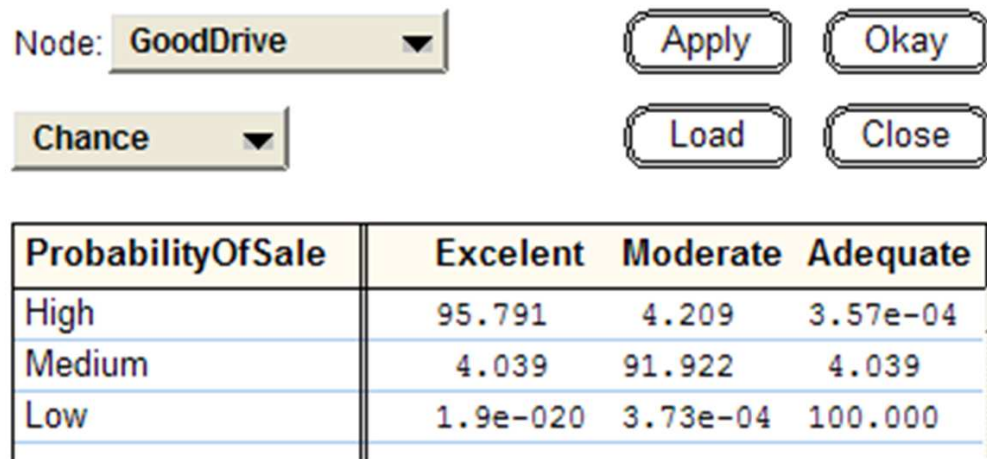 Node: GoodDrive Apply Okay
Chance Load Close
ProbabilityOfSale Excelent Moderate Adequate
High 95.791 4.209 3.57e-04
Medium 4.039 91.922 4.039
Low 1.9e-020 3.73e-04 100.000